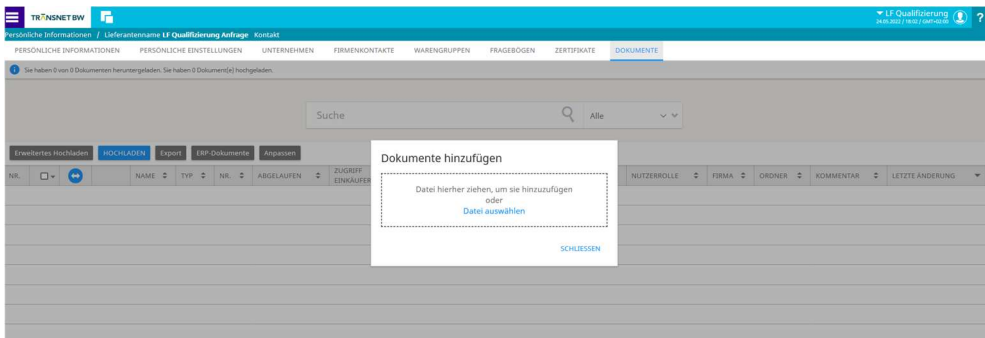 TRANSNET BW
LF Qualifizierung
24.05.2022 / 18:02 / GMT+02:00
?
Persönliche Informationen / Lieferantenname LF Qualifizierung Anfrage Kontakt
PERSÖNLICHE INFORMATIONEN PERSÖNLICHE EINSTELLUNGEN UNTERNEHMEN FIRMENKONTAKTE WARENGRUPPEN FRAGEBÖGEN ZERTIFIKATE DOKUMENTE
Sie haben 0 von 0 Dokumenten heruntergeladen. Sie haben 0 Dokument(e) hochgeladen.
Suche Alle
Erweitertes Hochladen HOCHLADEN Export ERP-Dokumente Anpassen
NR. NAME TYP NR. ABGELAUFEN ZUGRIFF EINKÄUFER NUTZERROLLE FIRMA ORDNER KOMMENTAR LETZTE ÄNDERUNG
Dokumente hinzufügen
Datei hierher ziehen, um sie hinzuzufügen
oder
Datei auswählen
SCHLIESSEN